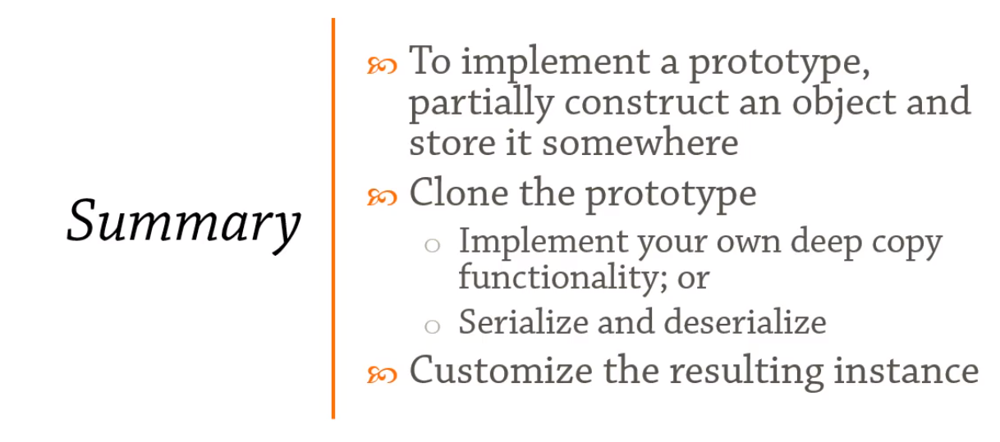 Summary
To implement a prototype,
partially construct an object and
store it somewhere
Clone the prototype
Implement your own deep copy
functionality; or
Serialize and deserialize
Customize the resulting instance